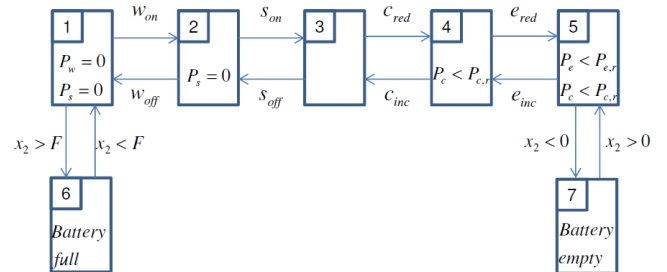 w_on s_on c_red e_red
1 2 3 4 5
P_w = 0 P_s = 0 P_c < P_c,r P_e < P_e,r
P_s = 0 P_c < P_c,r
w_off s_off c_inc e_inc
x_2 > F x_2 < F x_2 < 0 x_2 > 0
6 7
Battery Battery
full empty